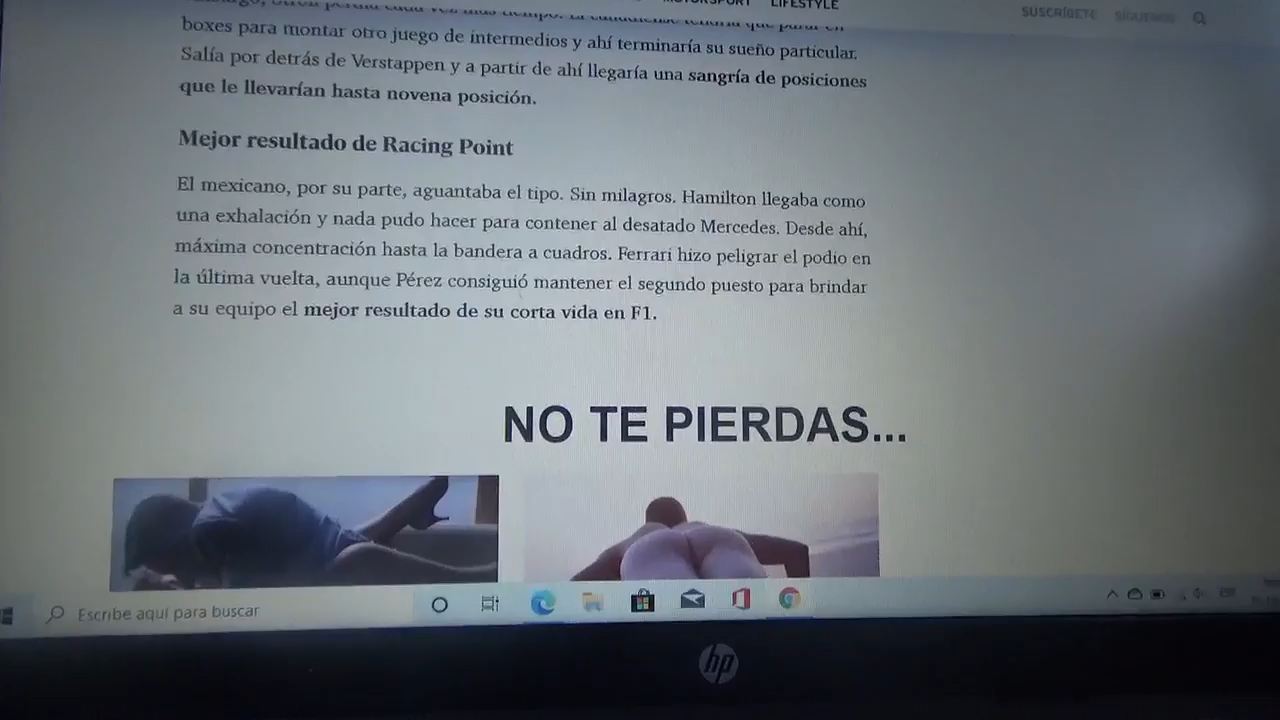 MOTORSPORT LIFESTYLE
SUSCRÍBETE SÍGUENOS
boxes para montar otro juego de intermedios y ahí terminaría su sueño particular.
Salía por detrás de Verstappen y a partir de ahí llegaría una sangría de posiciones
que le llevarían hasta novena posición.
Mejor resultado de Racing Point
El mexicano, por su parte, aguantaba el tipo. Sin milagros. Hamilton llegaba como
una exhalación y nada pudo hacer para contener al desatado Mercedes. Desde ahí,
máxima concentración hasta la bandera a cuadros. Ferrari hizo peligrar el podio en
la última vuelta, aunque Pérez consiguió mantener el segundo puesto para brindar
a su equipo el mejor resultado de su corta vida en F1.
NO TE PIERDAS...
Escribe aquí para buscar
hp